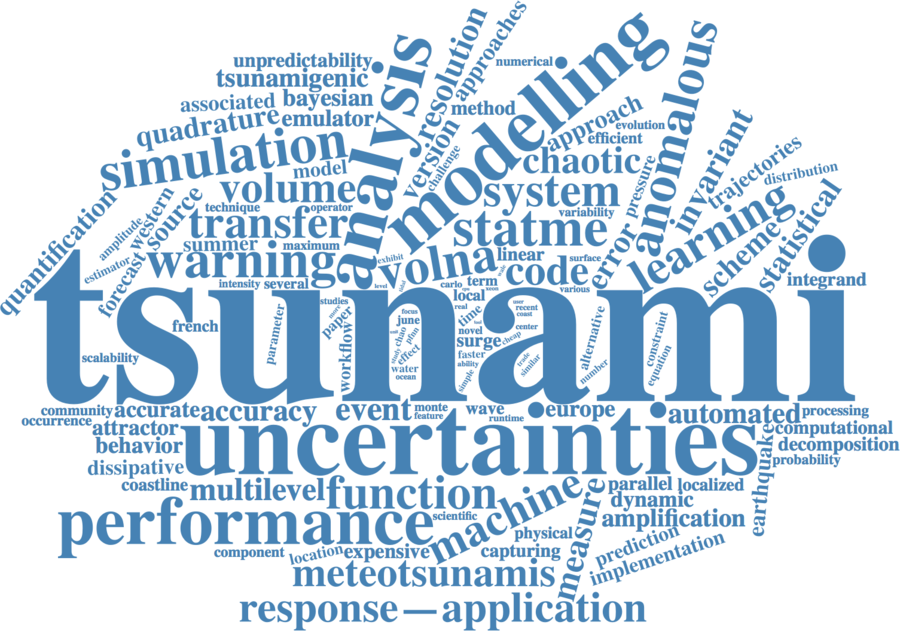 unpredictability
tsunamigenic
associated
bayesian
quadrature
emulator
simulation
model
volume
technique
operator
transfer
summer
maximum
warning
intensity
several
quantification
amplitude
western
source
estimator
forecast
analysis
version
resolution
approaches
challenge
modelling
numerical
method
approach
evolution
efficient
chaotic
system
variability
statme
pressure
error
anomalous
invariant
trajectories
distribution
learning
schemes
statistical
exhibit
volna
linear
code
surface
various
level
carlo
term
local
integrand
tsunami
french
scalability
parameter
studies
paper
workflow
focus
june
chao
effect
study
water
ocean
real
time
novel
surge
faster
ability
simple
recent
coast
center
cheap
trade
similar
alternative
number
constraint
equation
community
occurrence
accurate
accuracy
event
monte
feature
wave
runtime
europe
automated
processing
attractor
behavior
uncertainties
computational
decomposition
probability
earthquake
dissipative
coastline
multilevel
function
parallel
localized
dynamic
amplification
performance
scientific
machine
measure
physical
capturing
prediction
implementation
component
location
expensive
meteotsunamis
response — application